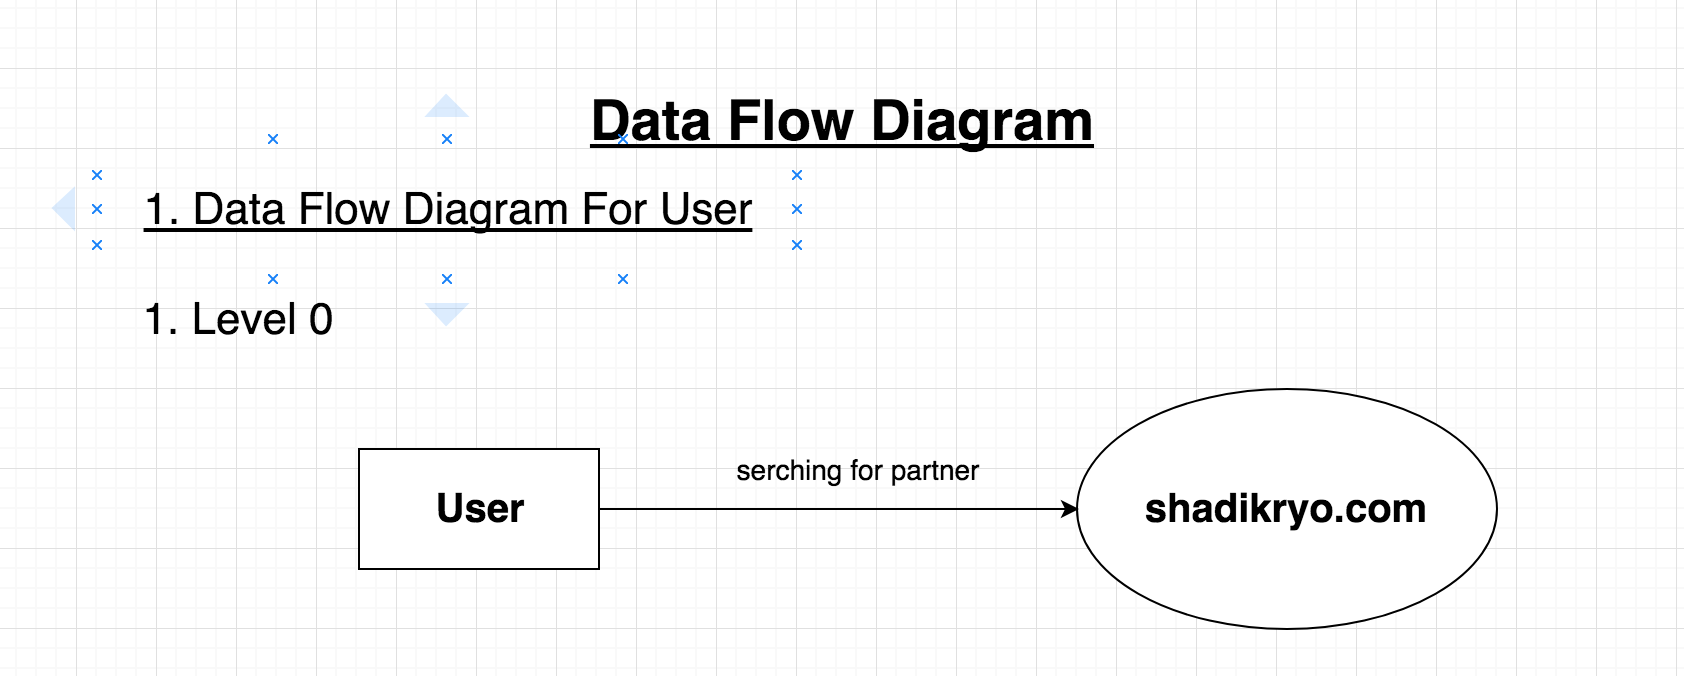 Data Flow Diagram
1. Data Flow Diagram For User
1. Level 0
serching for partner
User
shadikryo.com